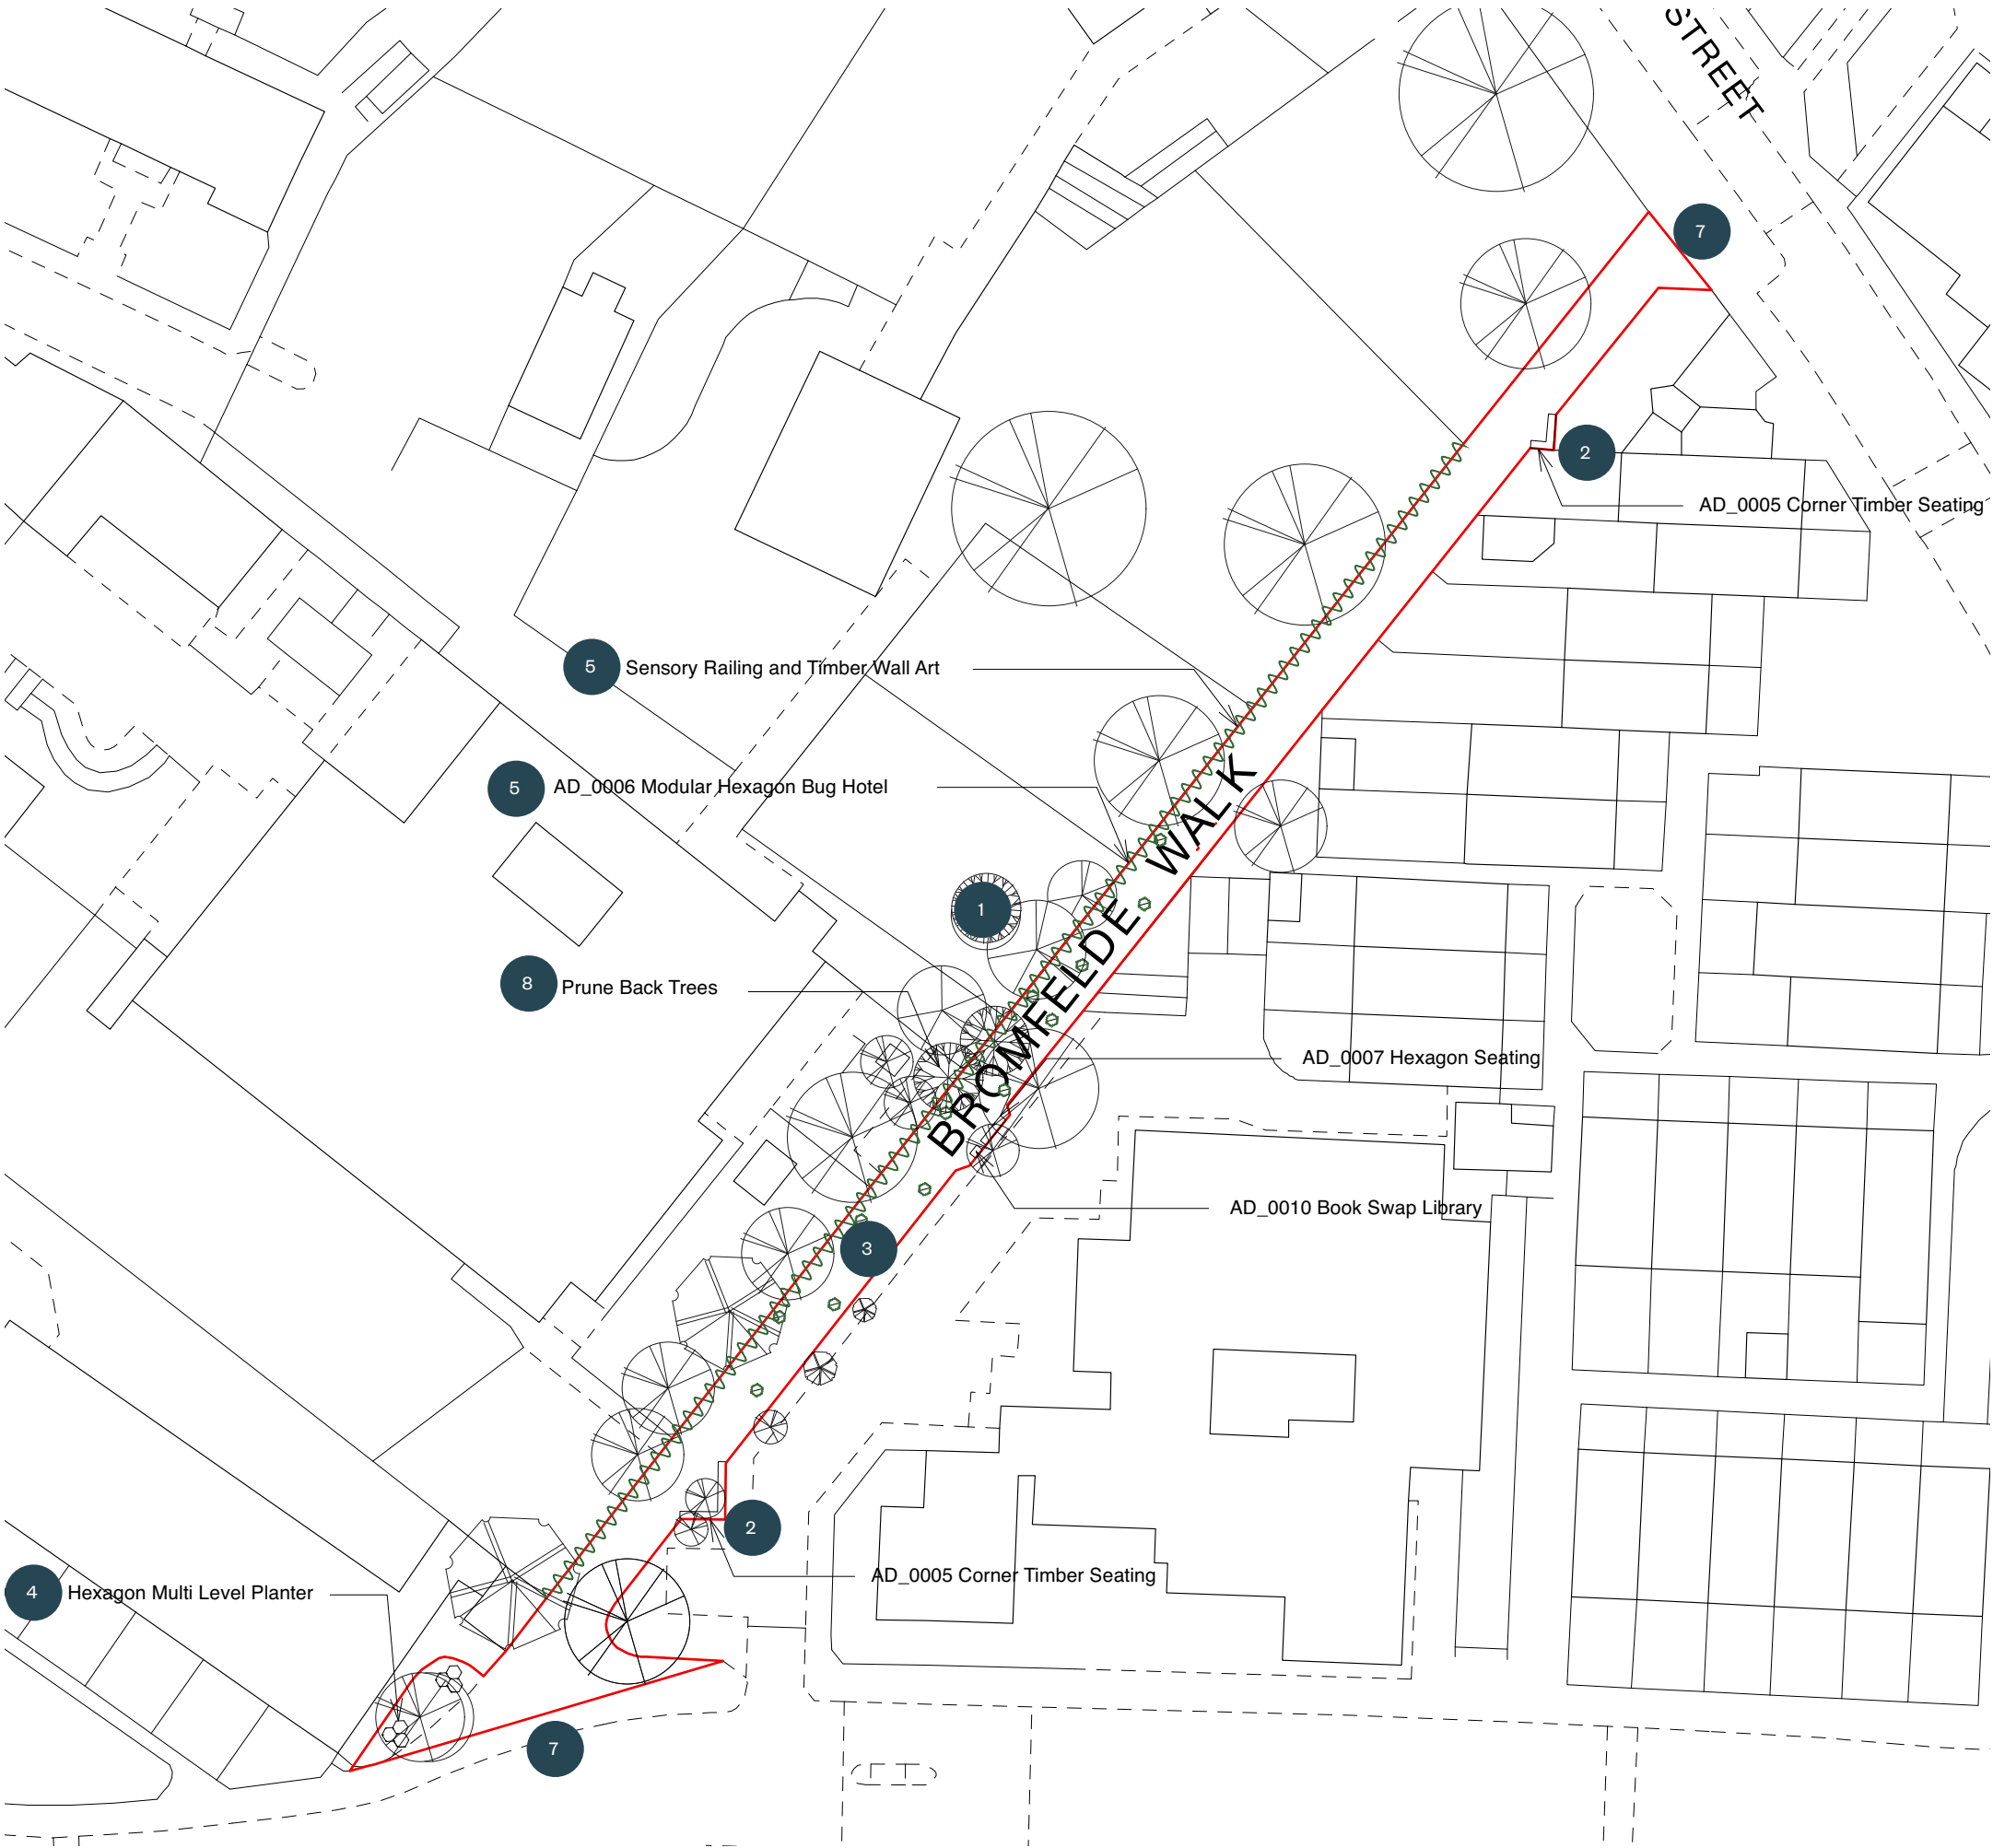 STREET
7
2
AD_0005 Corner Timber Seating
5 Sensory Railing and Timber Wall Art
5 AD_0006 Modular Hexagon Bug Hotel
1
BROMFELDE WALK
8 Prune Back Trees
AD_0007 Hexagon Seating
AD_0010 Book Swap Library
3
2
AD_0005 Corner Timber Seating
4 Hexagon Multi Level Planter
7